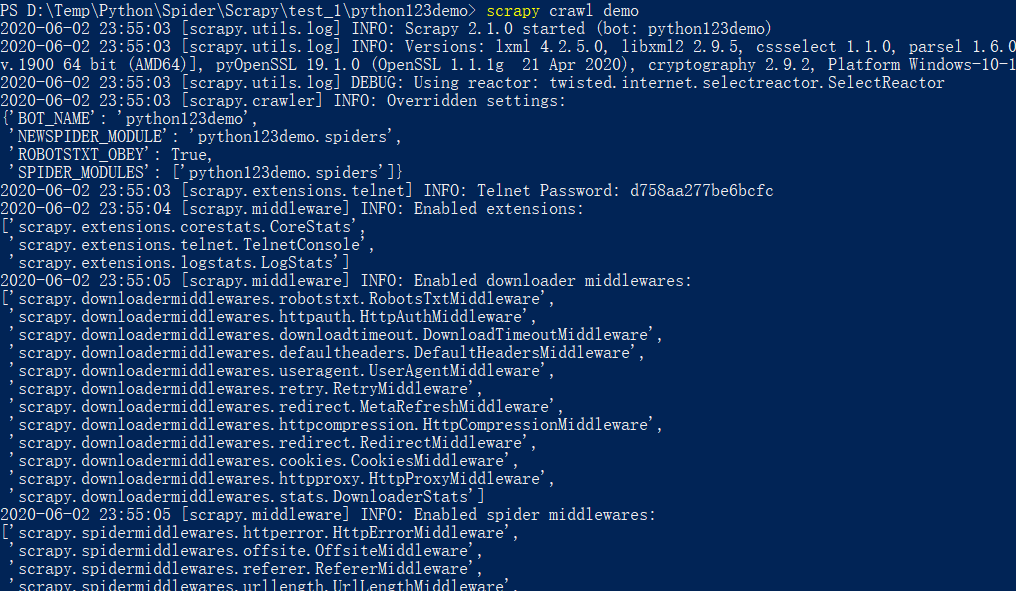 PS D:\Temp\Python\Spider\Scrapy\test_1\python123demo> scrapy crawl demo
2020-06-02 23:55:03 [scrapy.utils.log] INFO: Scrapy 2.1.0 started (bot: python123demo)
2020-06-02 23:55:03 [scrapy.utils.log] INFO: Versions: lxml 4.2.5.0, libxml2 2.9.5, cssselect 1.1.0, parsel 1.6.0
v.1900 64 bit (AMD64)], pyOpenSSL 19.1.0 (OpenSSL 1.1.1g  21 Apr 2020), cryptography 2.9.2, Platform Windows-10-1
2020-06-02 23:55:03 [scrapy.utils.log] DEBUG: Using reactor: twisted.internet.selectreactor.SelectReactor
2020-06-02 23:55:03 [scrapy.crawler] INFO: Overridden settings:
{'BOT_NAME': 'python123demo',
 'NEWSPIDER_MODULE': 'python123demo.spiders',
 'ROBOTSTXT_OBEY': True,
 'SPIDER_MODULES': ['python123demo.spiders']}
2020-06-02 23:55:03 [scrapy.extensions.telnet] INFO: Telnet Password: d758aa277be6bcfc
2020-06-02 23:55:04 [scrapy.middleware] INFO: Enabled extensions:
['scrapy.extensions.corestats.CoreStats',
 'scrapy.extensions.telnet.TelnetConsole',
 'scrapy.extensions.logstats.LogStats']
2020-06-02 23:55:05 [scrapy.middleware] INFO: Enabled downloader middlewares:
['scrapy.downloadermiddlewares.robotstxt.RobotsTxtMiddleware',
 'scrapy.downloadermiddlewares.httpauth.HttpAuthMiddleware',
 'scrapy.downloadermiddlewares.downloadtimeout.DownloadTimeoutMiddleware',
 'scrapy.downloadermiddlewares.defaultheaders.DefaultHeadersMiddleware',
 'scrapy.downloadermiddlewares.useragent.UserAgentMiddleware',
 'scrapy.downloadermiddlewares.retry.RetryMiddleware',
 'scrapy.downloadermiddlewares.redirect.MetaRefreshMiddleware',
 'scrapy.downloadermiddlewares.httpcompression.HttpCompressionMiddleware',
 'scrapy.downloadermiddlewares.redirect.RedirectMiddleware',
 'scrapy.downloadermiddlewares.cookies.CookiesMiddleware',
 'scrapy.downloadermiddlewares.httpproxy.HttpProxyMiddleware',
 'scrapy.downloadermiddlewares.stats.DownloaderStats']
2020-06-02 23:55:05 [scrapy.middleware] INFO: Enabled spider middlewares:
['scrapy.spidermiddlewares.httperror.HttpErrorMiddleware',
 'scrapy.spidermiddlewares.offsite.OffsiteMiddleware',
 'scrapy.spidermiddlewares.referer.RefererMiddleware',
 'scrapy.spidermiddlewares.urllength.UrlLengthMiddleware',